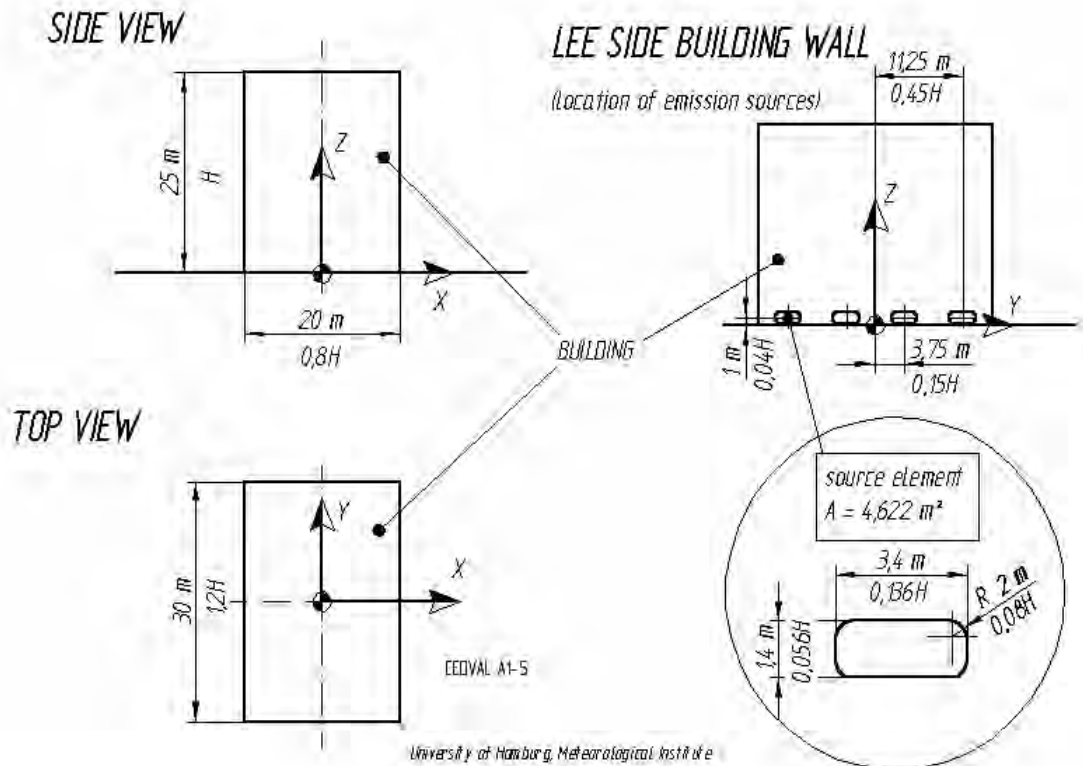 SIDE VIEW
25 m
H
Z
X
20 m
0,8H
LEE SIDE BUILDING WALL
(location of emission sources)
11,25 m
0,45H
Z
Y
1 m
0,04H
3,75 m
0,15H
BUILDING
TOP VIEW
30 m
1,2H
Y
X
CEDVAL A1-5
source element
A = 4,622 m²
3,4 m
0,136H
R 2 m
0,08H
1,4 m
0,056H
University of Hamburg, Meteorological Institute